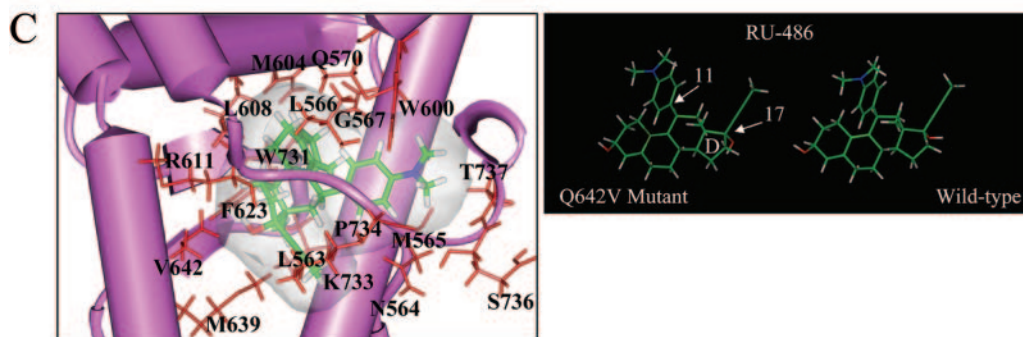 C
M604 Q570
L608 L566 W600
G567
R611 W731 T737
F623 P734
M565
V642 L563
K733
N564 S736
M639
RU-486
11
17
D
Q642V Mutant Wild-type